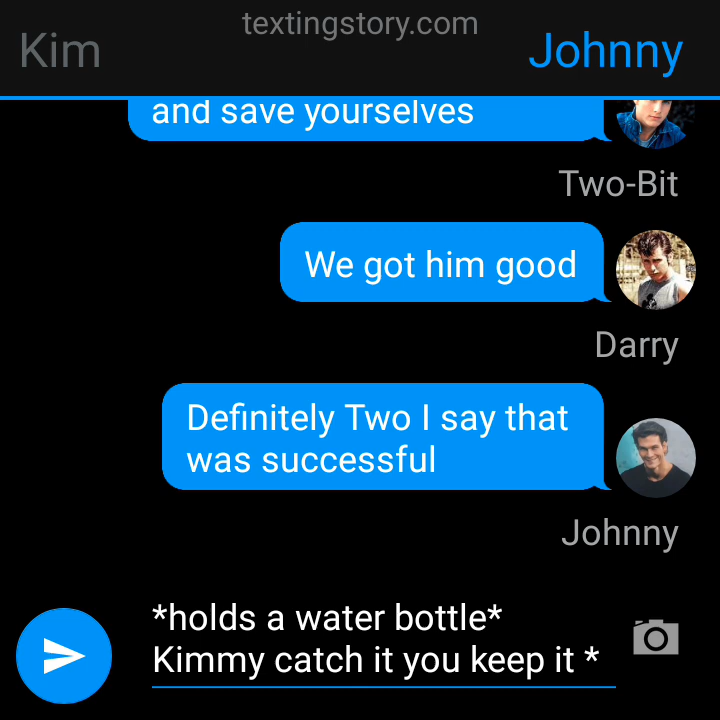 textingstory.com
Kim
Johnny
and save yourselves
Two-Bit
We got him good
Darry
Definitely Two I say that
was successful
Johnny
*holds a water bottle*
Kimmy catch it you keep it *